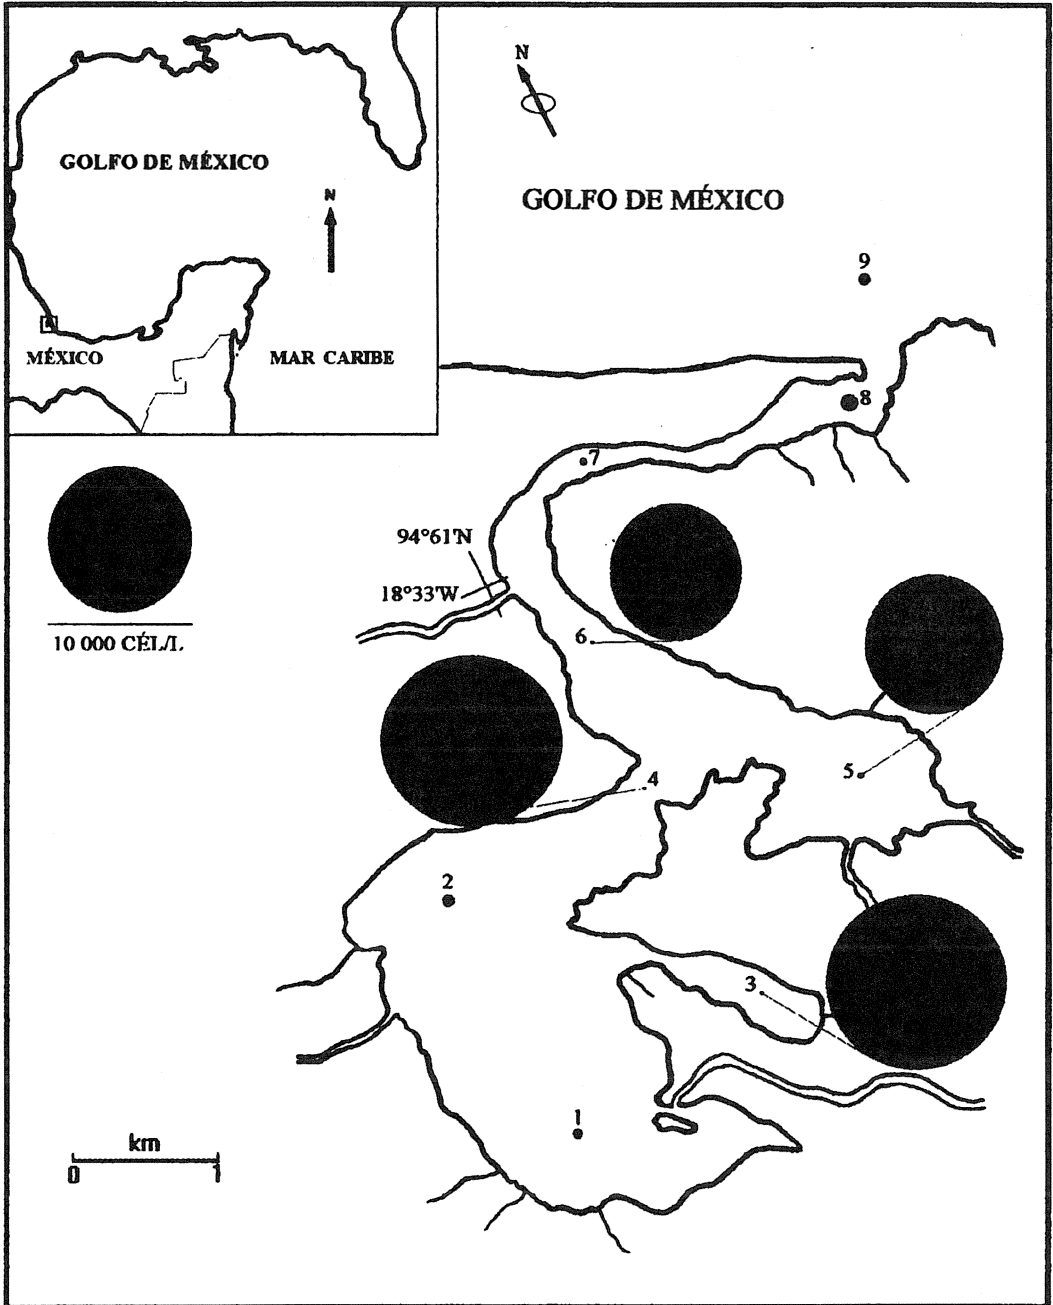 GOLFO DE MÉXICO
N
MÉXICO
MAR CARIBE
N
GOLFO DE MÉXICO
9
8
7
94°61'N
18°33'W
10 000 CÉL/L.
6
5
4
2
3
1
km
0 1